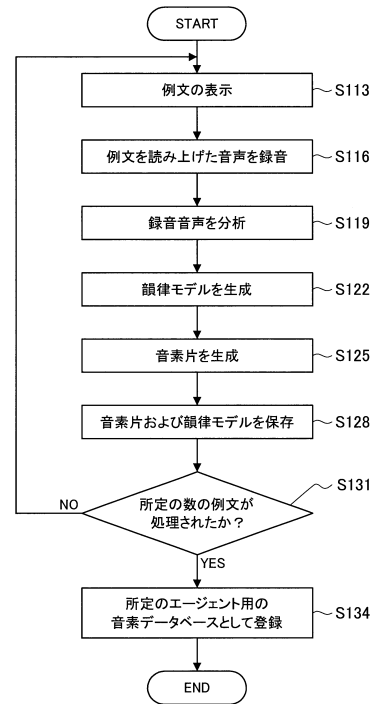 START
例文の表示 S113
例文を読み上げた音声を録音 S116
録音音声を分析 S119
韻律モデルを生成 S122
音素片を生成 S125
音素片および韻律モデルを保存 S128
S131
所定の数の例文が
処理されたか？
NO
YES
所定のエージェント用の
音素データベースとして登録 S134
END